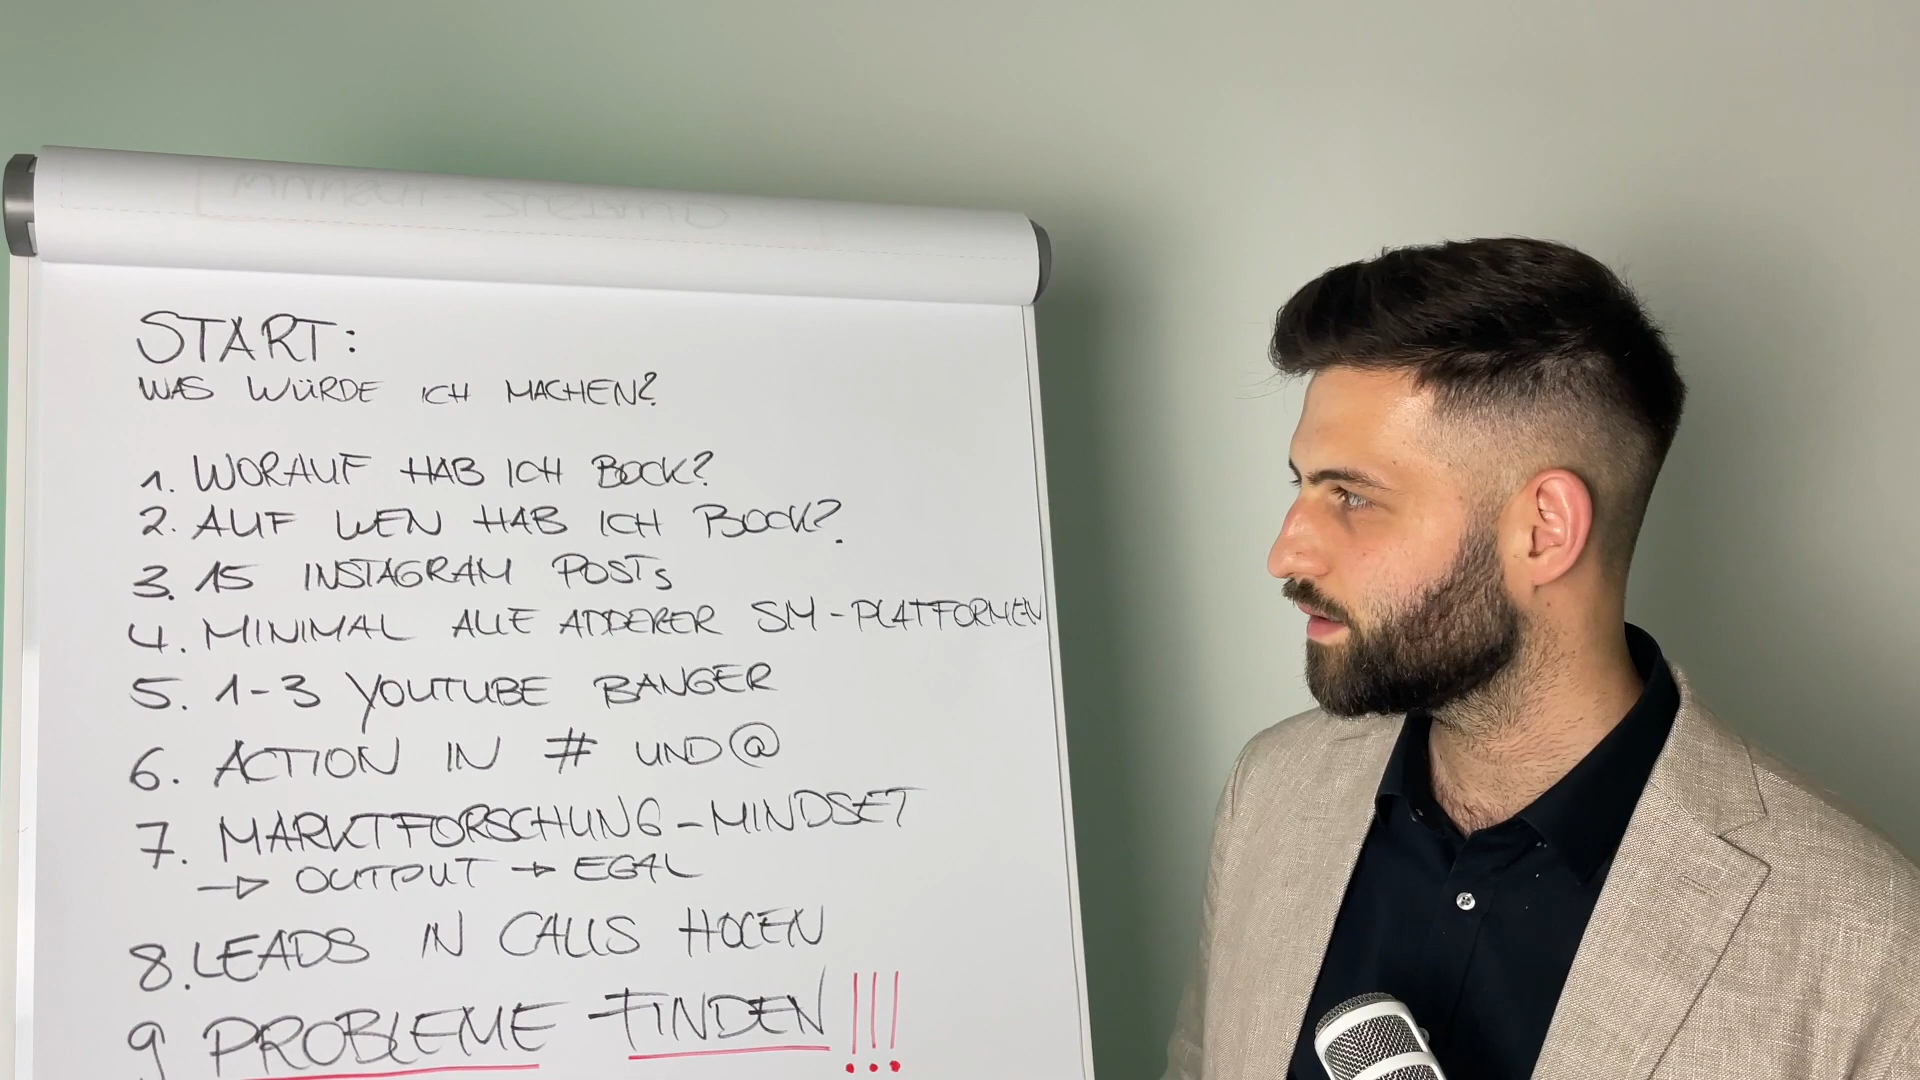 START:
WAS WÜRDE ICH MACHEN?
1. WORAUF HAB ICH BOCK?
2. AUF WEN HAB ICH BOCK?
3. 15 INSTAGRAM POSTS
4. MINIMAL ALLE ANDERER SM-PLATFORMEN
5. 1-3 YOUTUBE BANGER
6. ACTION IN # UND @
7. MARKTFORSCHUNG-MINDSET
→ OUTPUT → EGAL
8. LEADS IN CALLS HOLEN
9 PROBLEME FINDEN!!!